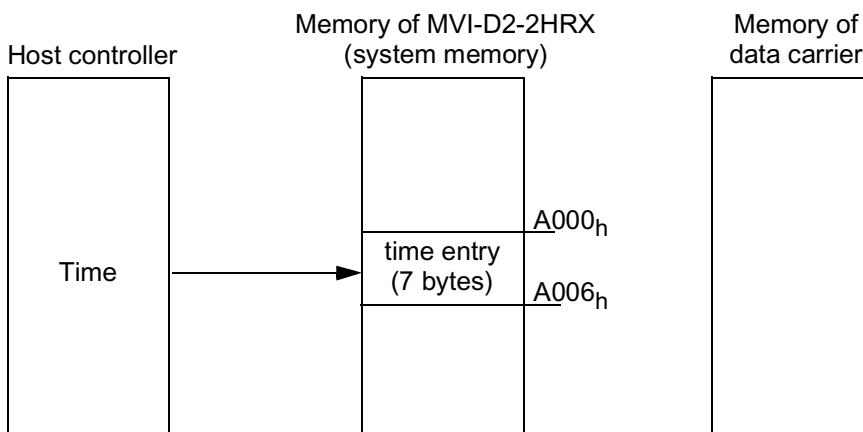 Host controller
Memory of MVI-D2-2HRX
(system memory)
Memory of
data carrier
A000h
time entry
(7 bytes)
Time
A006h